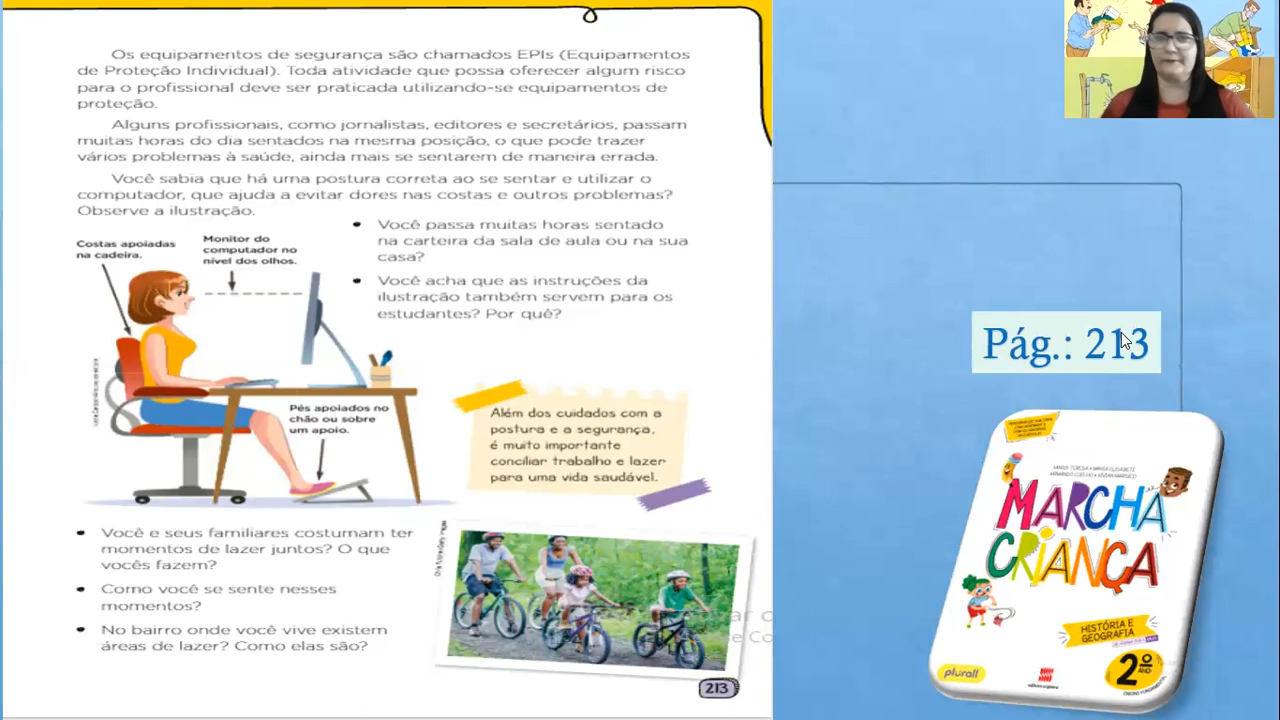 Os equipamentos de segurança são chamados EPIs (Equipamentos
de Proteção Individual). Toda atividade que possa oferecer algum risco
para o profissional deve ser praticada utilizando-se equipamentos de
proteção.
Alguns profissionais, como jornalistas, editores e secretários, passam
muitas horas do dia sentados na mesma posição, o que pode trazer
vários problemas à saúde, ainda mais se sentarem de maneira errada.
Você sabia que há uma postura correta ao se sentar e utilizar o
computador, que ajuda a evitar dores nas costas e outros problemas?
Observe a ilustração.
Costas apoiadas
na cadeira.
Monitor do
computador no
nível dos olhos.
Pés apoiados no
chão ou sobre
um apoio.
• Você passa muitas horas sentado
na carteira da sala de aula ou na sua
casa?
• Você acha que as instruções da
ilustração também servem para os
estudantes? Por quê?
Além dos cuidados com a
postura e a segurança,
é muito importante
conciliar trabalho e lazer
para uma vida saudável.
• Você e seus familiares costumam ter
momentos de lazer juntos? O que
vocês fazem?
• Como você se sente nesses
momentos?
• No bairro onde você vive existem
áreas de lazer? Como elas são?
213
Pág.: 213
MARCHA
CRIANÇA
HISTÓRIA E
GEOGRAFIA
plurall
2º
ANO